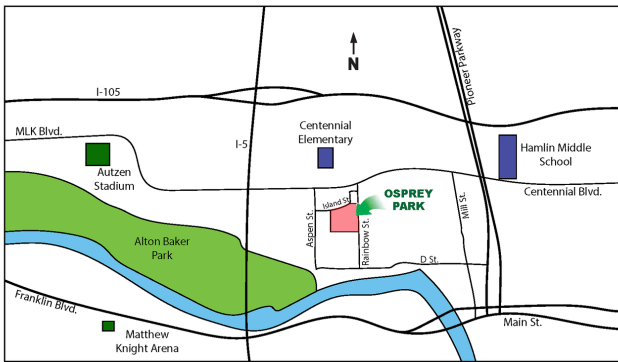 N
Pioneer Parkway
I-105
MLK Blvd.
Autzen
Stadium
I-5
Centennial
Elementary
Hamlin Middle
School
Centennial Blvd.
OSPREY
PARK
Island St.
Aspen St.
Rainbow St.
Mill St.
D St.
Alton Baker
Park
Franklin Blvd.
Matthew
Knight Arena
Main St.